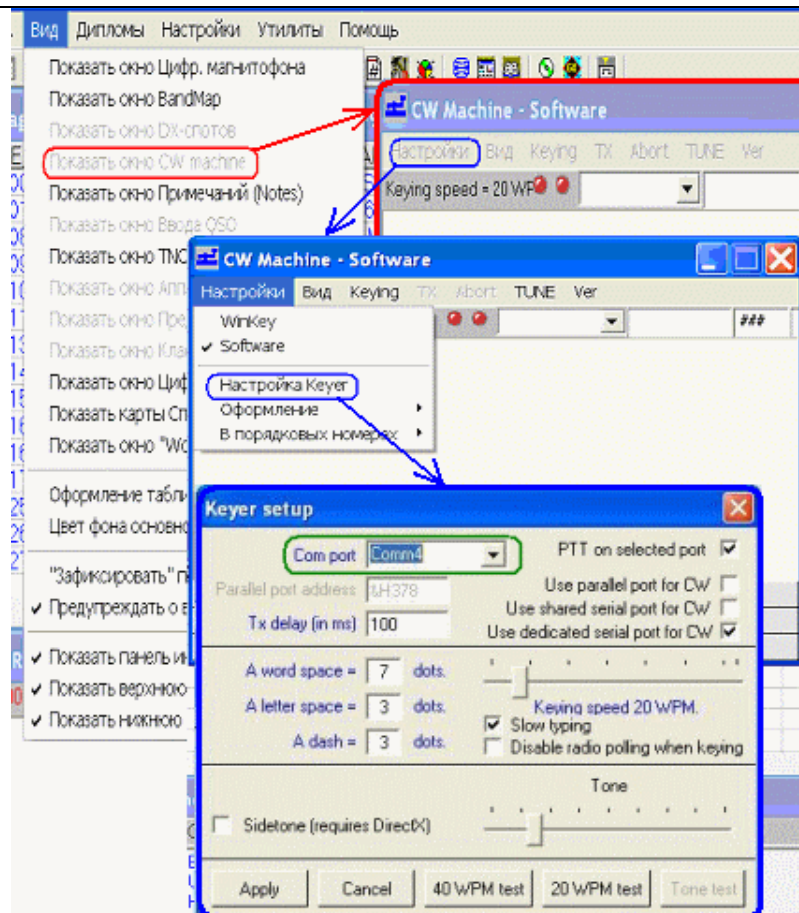 Вид Дипломы Настройки Утилиты Помощь
Показать окно Цифр. магнитофона
Показать окно BandMap
Показать окно DX-спотов
Показать окно CW machine
Показать окно Примечаний (Notes)
Показать окно Ввода QSO
Показать окно TNC
Показать окно
Показать окно
Показать окно
Показать окно
Показать карты
Показать окно
Оформление
Цвет фона
"Зафиксировать"
✓ Предупреждать о
✓ Показать панель
✓ Показать верхнюю
✓ Показать нижнюю
CW Machine - Software
Настройки Вид Keying TX Abort TUNE Ver
Keying speed = 20
CW Machine - Software
Настройки Вид Keying TX Abort TUNE Ver
WinKey
✓ Software
Настройка Keyer
Оформление
В порядковых номерах
###
Keyer setup
Com port Comm4
PTT on selected port
Parallel port address &H378
Use parallel port for CW
Use shared serial port for CW
Tx delay (in ms) 100
Use dedicated serial port for CW
A word space = 7 dots.
A letter space = 3 dots.
Keying speed 20 WPM.
Slow typing
A dash = 3 dots.
Disable radio polling when keying
Tone
Sidetone (requires DirectX)
Apply Cancel 40 WPM test 20 WPM test Tone test